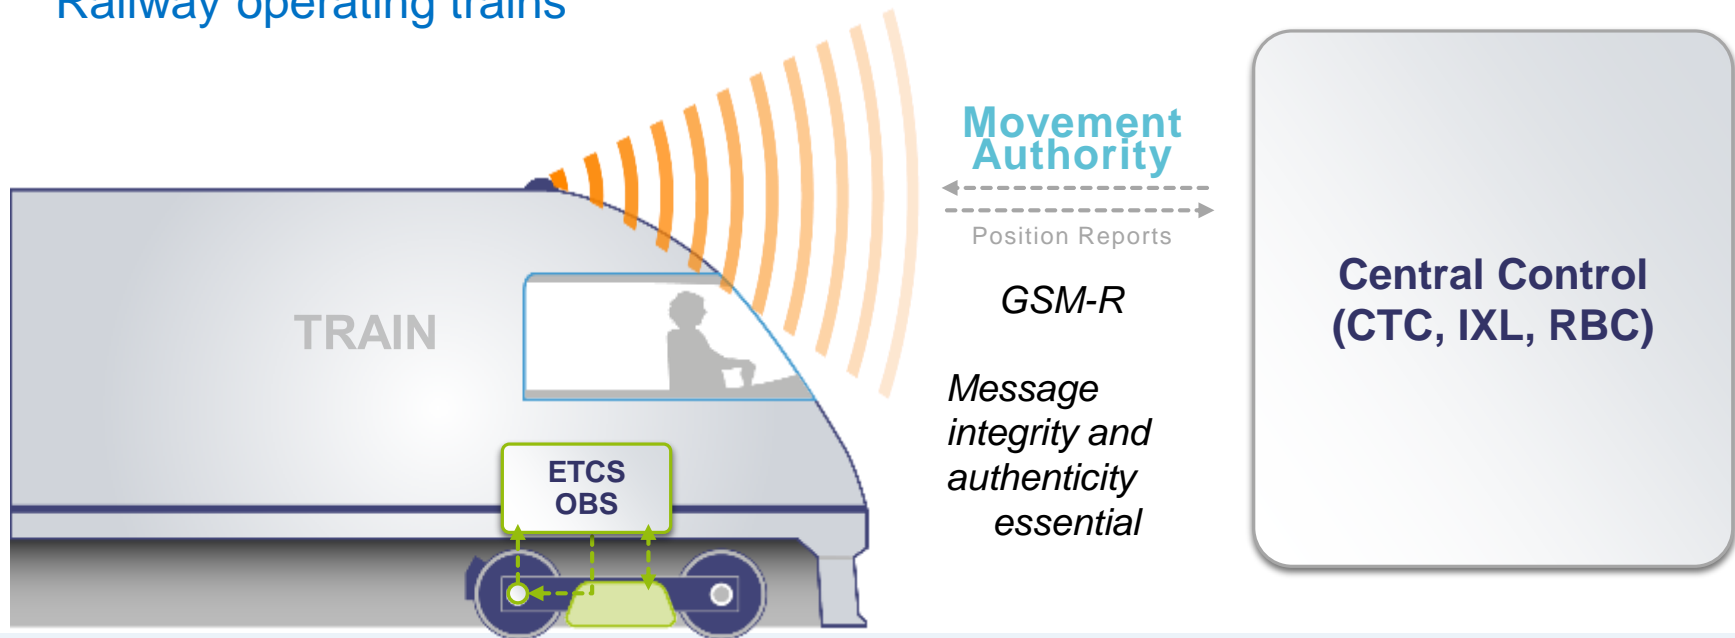 Railway operating trains
Movement
Authority
Position Reports
GSM-R
Message
integrity and
authenticity
essential
Central Control
(CTC, IXL, RBC)
TRAIN
ETCS
OBS